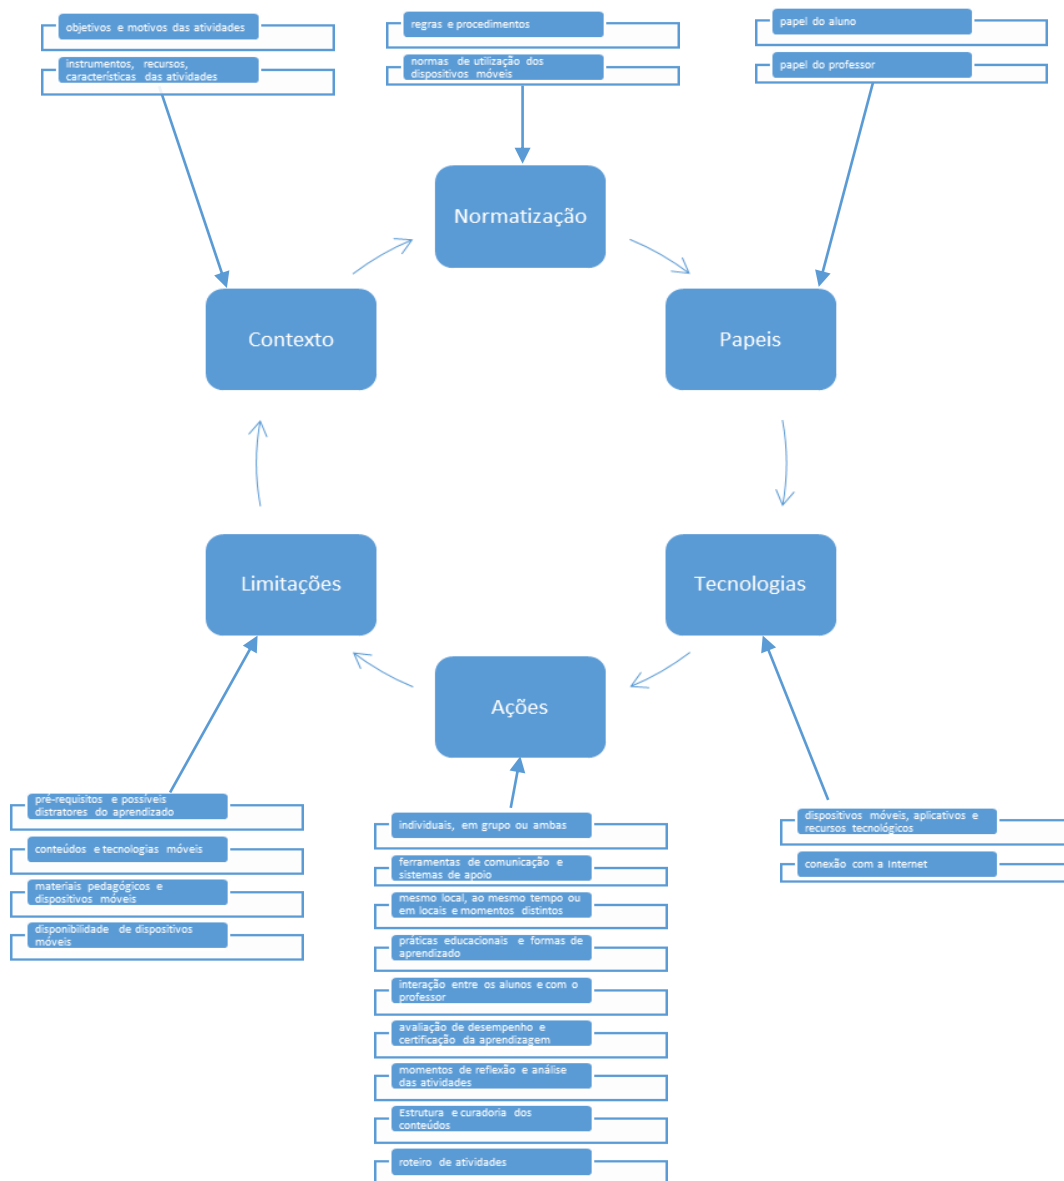 objetivos e motivos das atividades
instrumentos, recursos,
características das atividades
regras e procedimentos
normas de utilização dos
dispositivos móveis
papel do aluno
papel do professor
Normatização
Contexto
Papeis
Limitações
Tecnologias
Ações
pré-requisitos e possíveis
distratores do aprendizado
conteúdos e tecnologias móveis
materiais pedagógicos e
dispositivos móveis
disponibilidade de dispositivos
móveis
individuais, em grupo ou ambas
ferramentas de comunicação e
sistemas de apoio
mesmo local, ao mesmo tempo ou
em locais e momentos distintos
práticas educacionais e formas de
aprendizado
interação entre os alunos e com o
professor
avaliação de desempenho e
certificação da aprendizagem
momentos de reflexão e análise
das atividades
Estrutura e curadoria dos
conteúdos
roteiro de atividades
dispositivos móveis, aplicativos e
recursos tecnológicos
conexão com a Internet